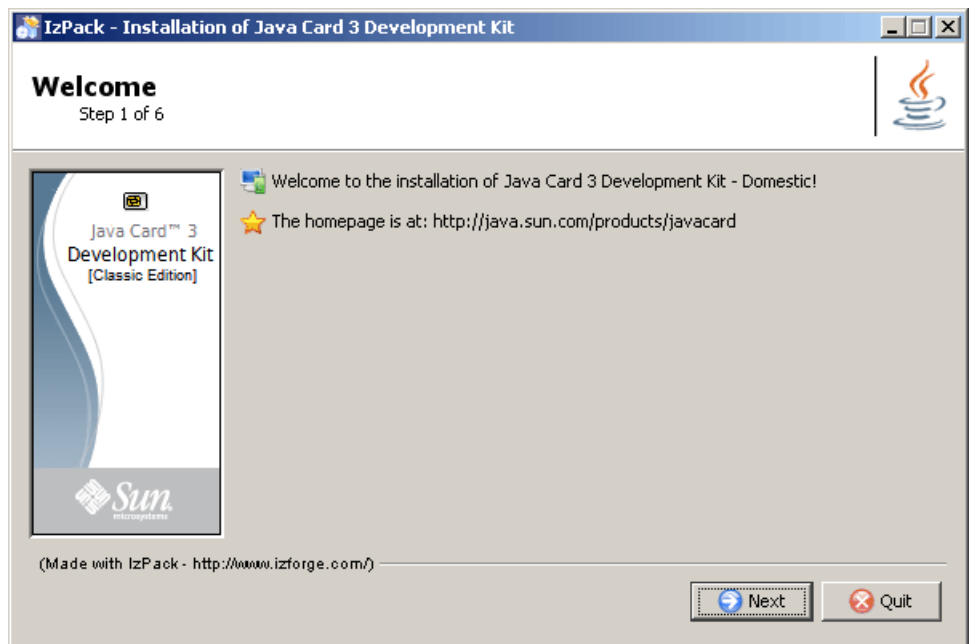 IzPack - Installation of Java Card 3 Development Kit
Welcome
Step 1 of 6
Java Card™ 3
Development Kit
[Classic Edition]
Sun
microsystems
Welcome to the installation of Java Card 3 Development Kit - Domestic!
The homepage is at: http://java.sun.com/products/javacard
(Made with IzPack - http://www.izforge.com/)
Next
Quit